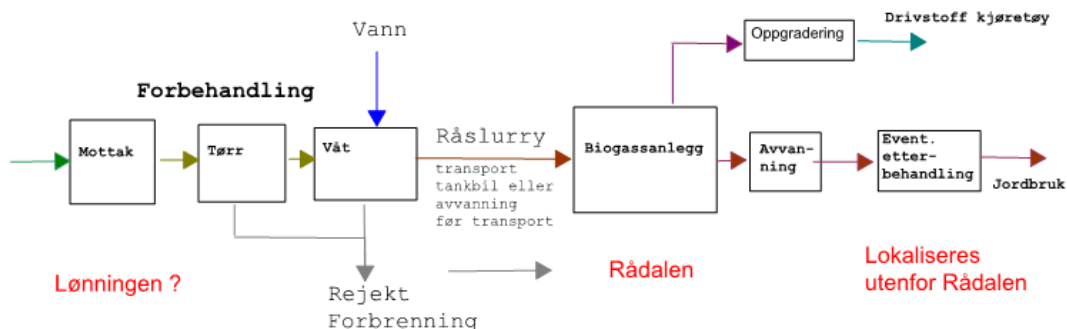 Drivstoff kjøretøy
Oppgradering
Vann
Forbehandling
Mottak
Tørr
Våt
Råslurry
transport
tankbil eller
avvanning
før transport
Biogassanlegg
Avvan-
ning
Event.
etter-
behandling
Jordbruk
Lønningen ?
Rejekt
Forbrenning
Rådalen
Lokaliseres
utenfor Rådalen